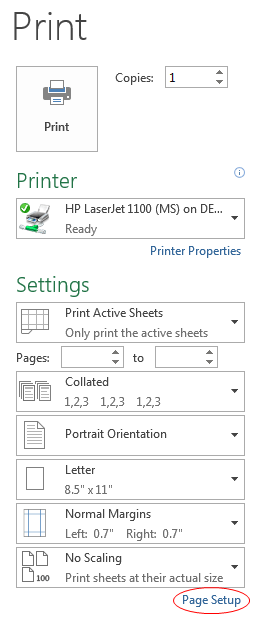 Print
Copies: 1
Print
Printer
HP LaserJet 1100 (MS) on DE...
Ready
Printer Properties
Settings
Print Active Sheets
Only print the active sheets
Pages: to
Collated
1,2,3 1,2,3 1,2,3
Portrait Orientation
Letter
8.5" x 11"
Normal Margins
Left: 0.7" Right: 0.7"
No Scaling
100 Print sheets at their actual size
Page Setup